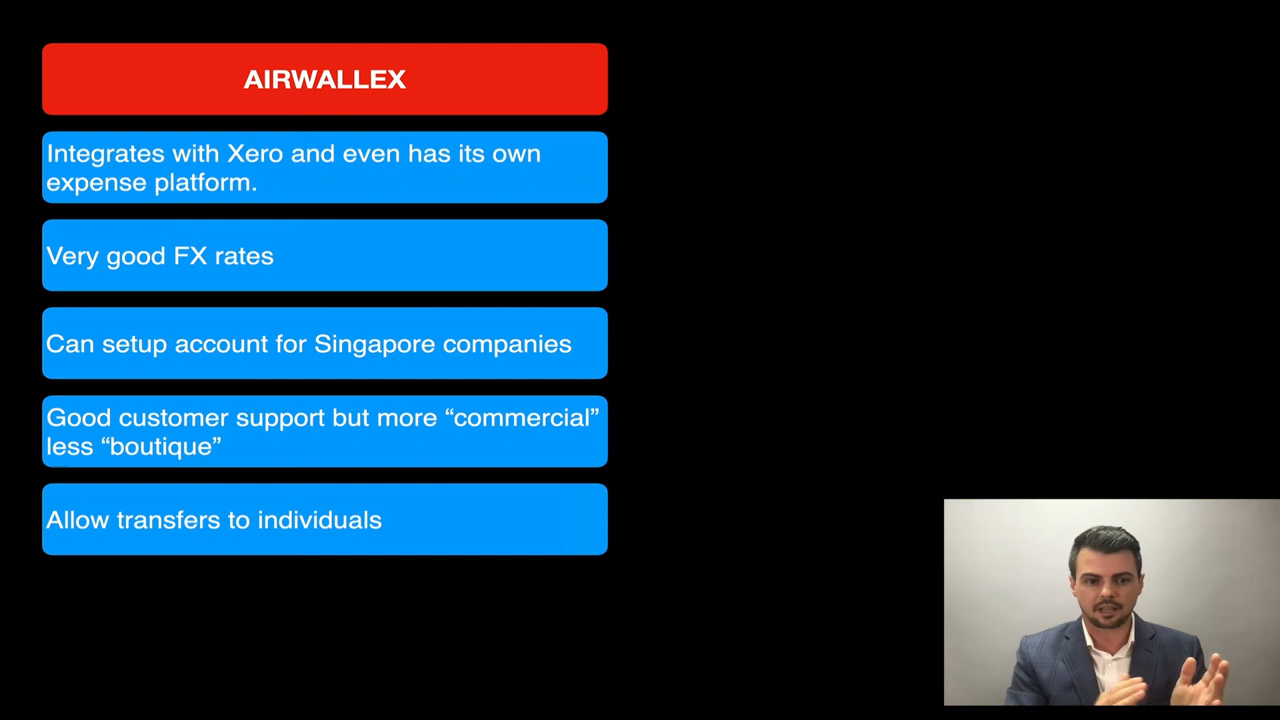 AIRWALLEX
Integrates with Xero and even has its own
expense platform.
Very good FX rates
Can setup account for Singapore companies
Good customer support but more “commercial”
less “boutique”
Allow transfers to individuals